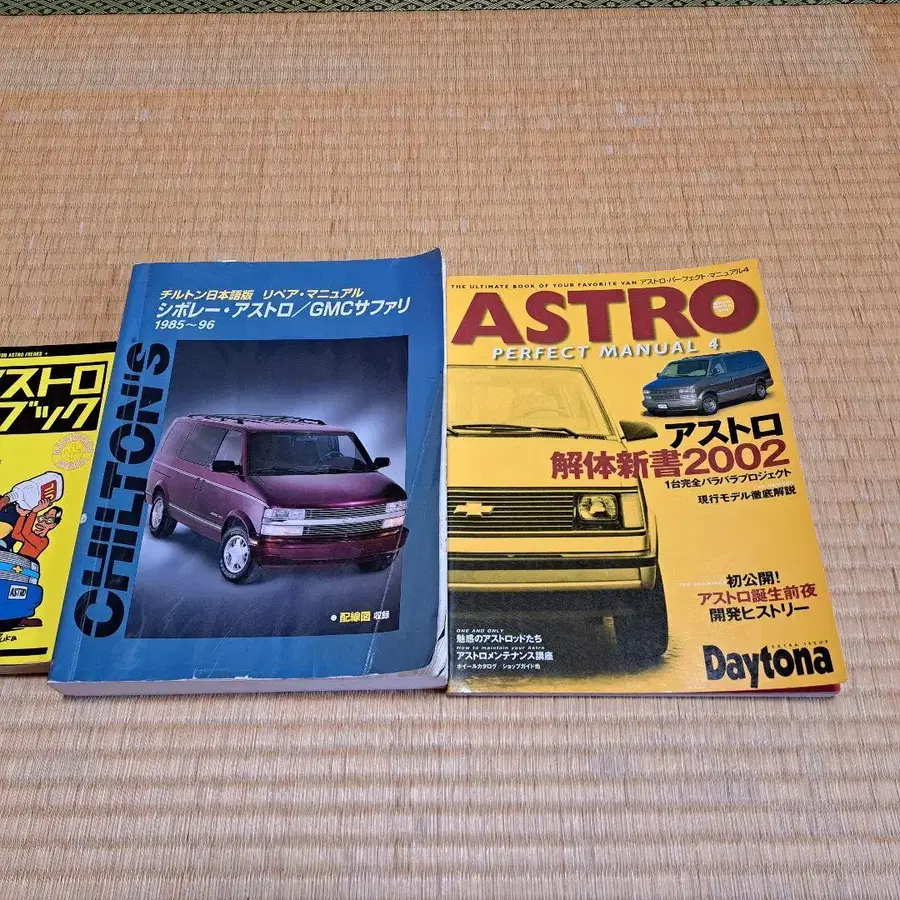 FOR ASTRO FREAKS
アストロ
ブック
ASTRO
チルトン日本語版 リペア・マニュアル
シボレー・アストロ/GMCサファリ
1985~96
CHILTON'S
• 配線図 収録
THE ULTIMATE BOOK OF YOUR FAVORITE VAN アストロ・パーフェクト・マニュアル4
ASTRO
PERFECT MANUAL 4
アストロ
解体新書2002
1台完全バラバラプロジェクト
現行モデル徹底解説
初公開!
アストロ誕生前夜
開発ヒストリー
ONE AND ONLY
魅惑のアストロッドたち
How to maintain your Astro
アストロメンテナンス講座
ホイールカタログ/ショップガイド他
EXTRA ISSUE
Daytona